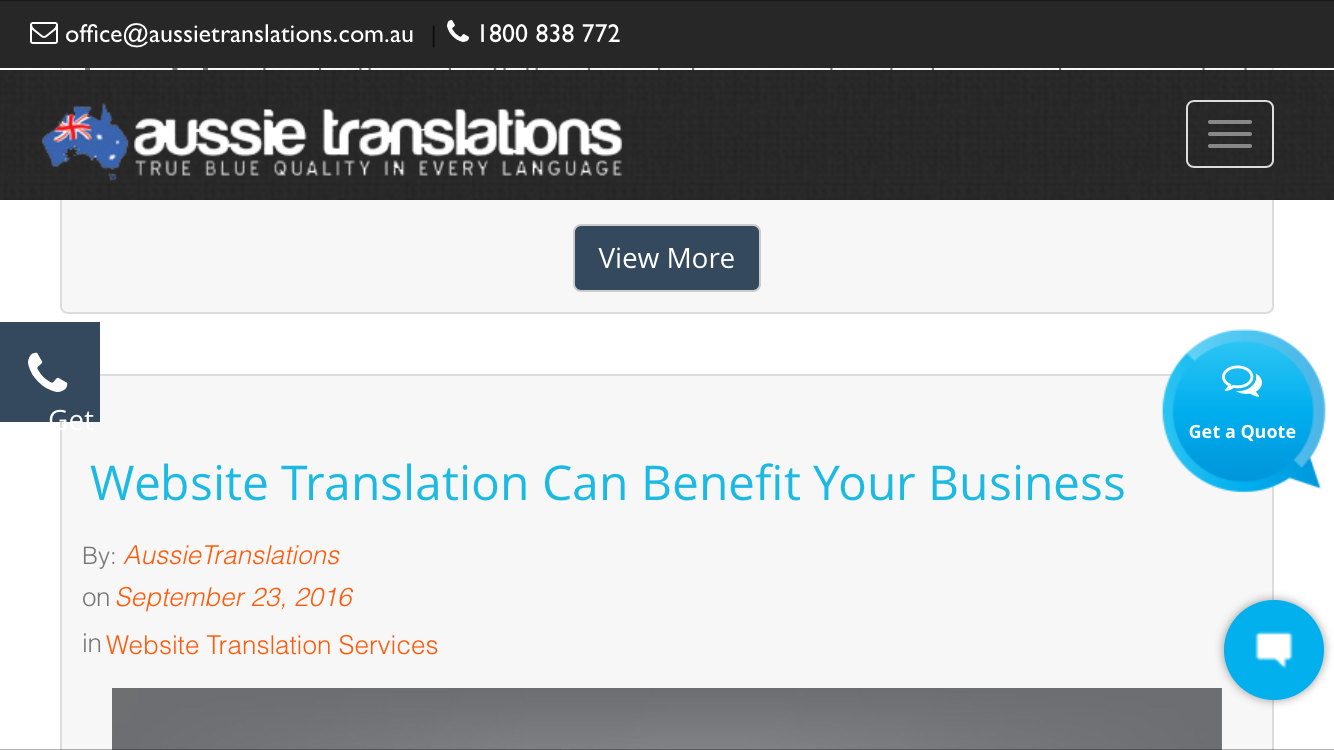 office@aussietranslations.com.au | 1800 838 772
aussie translations
TRUE BLUE QUALITY IN EVERY LANGUAGE
View More
Get
Get a Quote
Website Translation Can Benefit Your Business
By: AussieTranslations
on September 23, 2016
in Website Translation Services